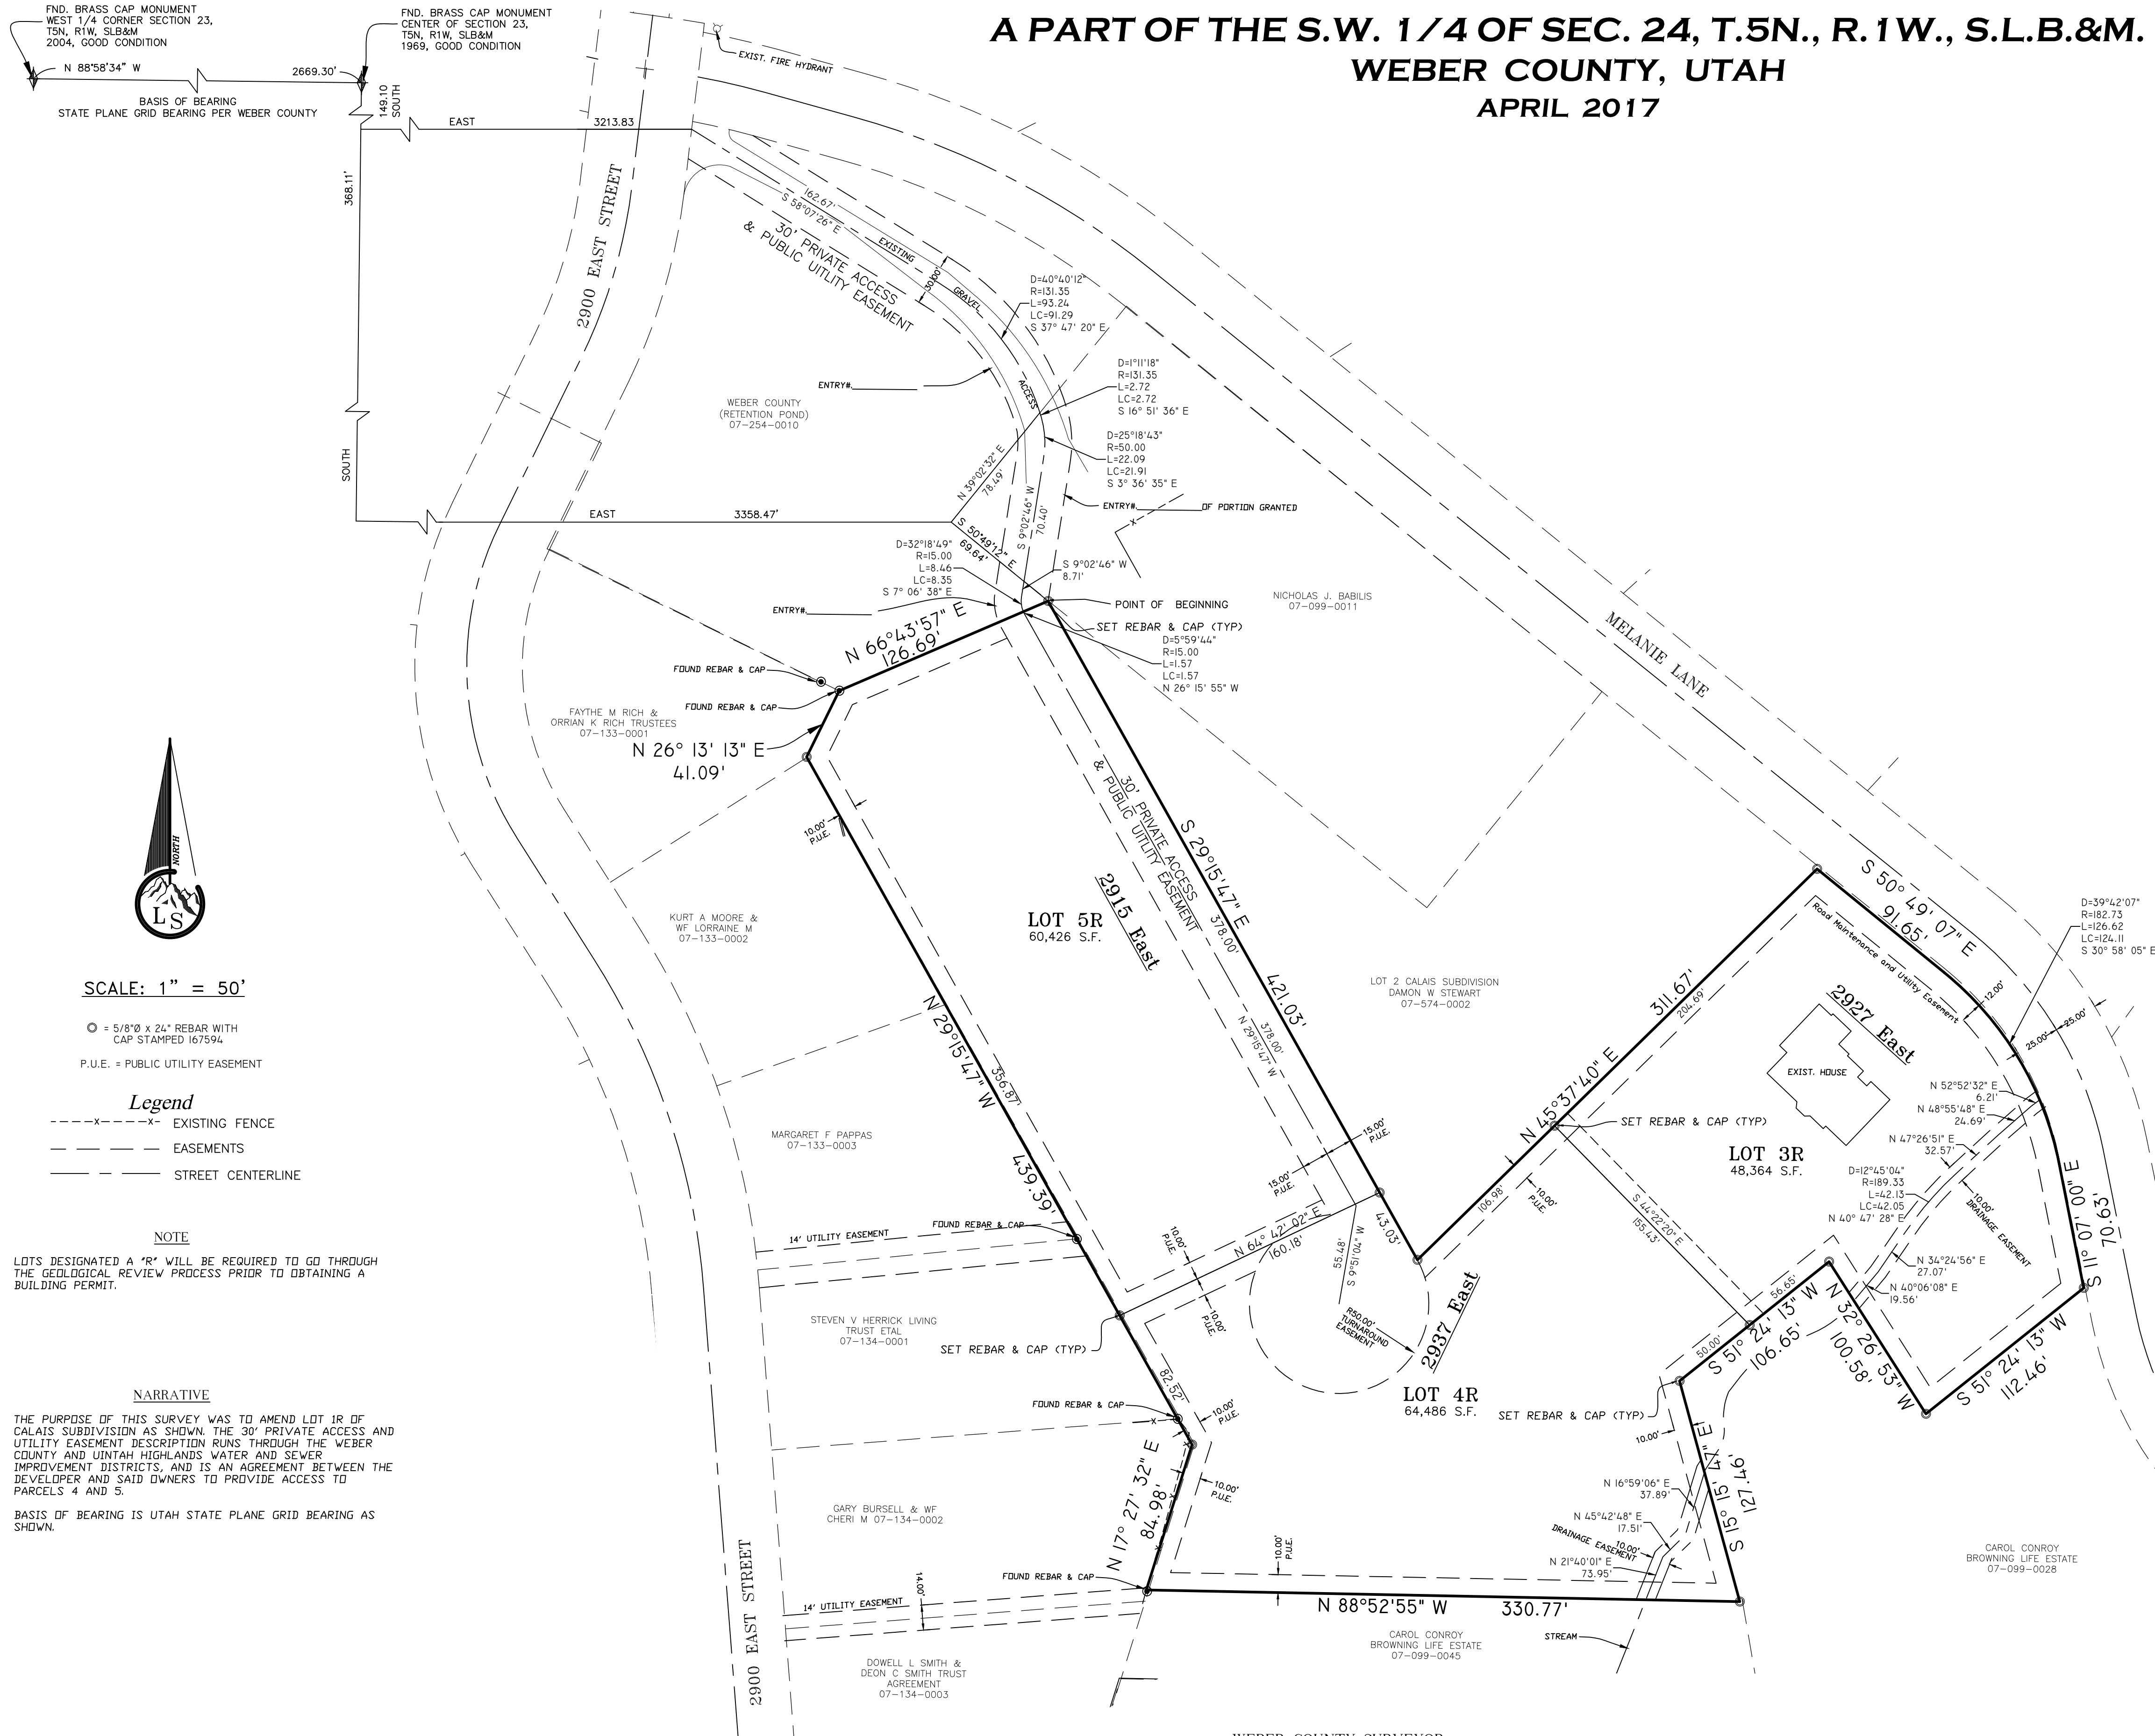 A PART OF THE S.W. 1/4 OF SEC. 24, T.5N., R.1W., S.L.B.&M.
WEBER COUNTY, UTAH
APRIL 2017
FND. BRASS CAP MONUMENT
WEST 1/4 CORNER SECTION 23,
T5N, R1W, SLB&M
2004, GOOD CONDITION
FND. BRASS CAP MONUMENT
CENTER OF SECTION 23,
T5N, R1W, SLB&M
1969, GOOD CONDITION
N 88°58'34" W
2669.30'
BASIS OF BEARING
STATE PLANE GRID BEARING PER WEBER COUNTY
149.10
SOUTH
EAST
3213.83
368.11'
SOUTH
EAST
3358.47'
EXIST. FIRE HYDRANT
2900 EAST STREET
162.67'
S 58°07'26" E
30' PRIVATE ACCESS
& PUBLIC UITLITY EASEMENT
EXISTING
GRAVEL
ACCESS
30.00'
D=40°40'12"
R=131.35
L=93.24
LC=91.29
S 37° 47' 20" E
D=1°11'18"
R=131.35
L=2.72
LC=2.72
S 16° 51' 36" E
D=25°18'43"
R=50.00
L=22.09
LC=21.91
S 3° 36' 35" E
ENTRY#.
WEBER COUNTY
(RETENTION POND)
07-254-0010
N 39°02'32" E
78.49'
S 9°02'46" W
70.40'
ENTRY#. OF PORTION GRANTED
S 50°49'12" E
69.64'
D=32°18'49"
R=15.00
L=8.46
LC=8.35
S 7° 06' 38" E
S 9°02'46" W
8.71'
ENTRY#.
POINT OF BEGINNING
SET REBAR & CAP (TYP)
D=5°59'44"
R=15.00
L=1.57
LC=1.57
N 26° 15' 55" W
NICHOLAS J. BABILIS
07-099-0011
MELANIE LANE
N 66°43'57" E
126.69'
FOUND REBAR & CAP
FOUND REBAR & CAP
FAYTHE M RICH &
ORRIAN K RICH TRUSTEES
07-133-0001
N 26° 13' 13" E
41.09'
10.00'
P.U.E.
30' PRIVATE ACCESS
& PUBLIC UITLITY EASEMENT
S 29°15'47" E
378.00'
421.03'
2915 East
LOT 5R
60,426 S.F.
KURT A MOORE &
WF LORRAINE M
07-133-0002
N 29°15'47" W
356.87'
439.39'
378.00'
N 29°15'47" W
LOT 2 CALAIS SUBDIVISION
DAMON W STEWART
07-574-0002
MARGARET F PAPPAS
07-133-0003
S 50° 49' 07" E
91.65'
Road Maintenance and Utility Easement
12.00'
25.00'
25.00'
D=39°42'07"
R=182.73
L=126.62
LC=124.11
S 30° 58' 05" E
311.67'
204.69'
N 45°37'40" E
2927 East
EXIST. HOUSE
N 52°52'32" E
6.21'
N 48°55'48" E
24.69'
N 47°26'51" E
32.57'
SET REBAR & CAP (TYP)
LOT 3R
48,364 S.F.
D=12°45'04"
R=189.33
L=42.13
LC=42.05
N 40° 47' 28" E
10.00'
DRAINAGE EASEMENT
S 11° 07' 00" E
70.63'
S 44°22'20" E
155.43'
106.98'
10.00'
P.U.E.
15.00'
P.U.E.
15.00'
P.U.E.
43.03'
N 64° 42' 02" E
160.18'
55.48'
S 9°51'04" W
N 34°24'56" E
27.07'
N 40°06'08" E
19.56'
56.65'
50.00'
S 51° 24' 13" W
106.65'
N 32° 26' 53" W
100.58'
S 51° 24' 13" W
112.46'
R50.00'
TURNAROUND
EASEMENT
2937 East
LOT 4R
64,486 S.F.
SET REBAR & CAP (TYP)
14' UTILITY EASEMENT
FOUND REBAR & CAP
10.00'
P.U.E.
10.00'
P.U.E.
STEVEN V HERRICK LIVING
TRUST ETAL
07-134-0001
SET REBAR & CAP (TYP)
82.52'
FOUND REBAR & CAP
10.00'
P.U.E.
10.00'
P.U.E.
N 17° 27' 32" E
84.98'
GARY BURSELL & WF
CHERI M 07-134-0002
10.00'
S 15° 15' 47" E
127.46'
N 16°59'06" E
37.89'
N 45°42'48" E
17.51'
DRAINAGE EASEMENT
10.00'
N 21°40'01" E
73.95'
10.00'
P.U.E.
FOUND REBAR & CAP
14' UTILITY EASEMENT
14.00'
N 88°52'55" W 330.77'
CAROL CONROY
BROWNING LIFE ESTATE
07-099-0028
CAROL CONROY
BROWNING LIFE ESTATE
07-099-0045
STREAM
DOWELL L SMITH &
DEON C SMITH TRUST
AGREEMENT
07-134-0003
2900 EAST STREET
NORTH
LS
SCALE: 1" = 50'
= 5/8"Ø x 24" REBAR WITH
CAP STAMPED 167594
P.U.E. = PUBLIC UTILITY EASEMENT
Legend
x x EXISTING FENCE
EASEMENTS
STREET CENTERLINE
NOTE
LOTS DESIGNATED A "R" WILL BE REQUIRED TO GO THROUGH
THE GEOLOGICAL REVIEW PROCESS PRIOR TO OBTAINING A
BUILDING PERMIT.
NARRATIVE
THE PURPOSE OF THIS SURVEY WAS TO AMEND LOT 1R OF
CALAIS SUBDIVISION AS SHOWN. THE 30' PRIVATE ACCESS AND
UTILITY EASEMENT DESCRIPTION RUNS THROUGH THE WEBER
COUNTY AND UINTAH HIGHLANDS WATER AND SEWER
IMPROVEMENT DISTRICTS, AND IS AN AGREEMENT BETWEEN THE
DEVELOPER AND SAID OWNERS TO PROVIDE ACCESS TO
PARCELS 4 AND 5.
BASIS OF BEARING IS UTAH STATE PLANE GRID BEARING AS
SHOWN.
WEBER COUNTY SURVEYOR